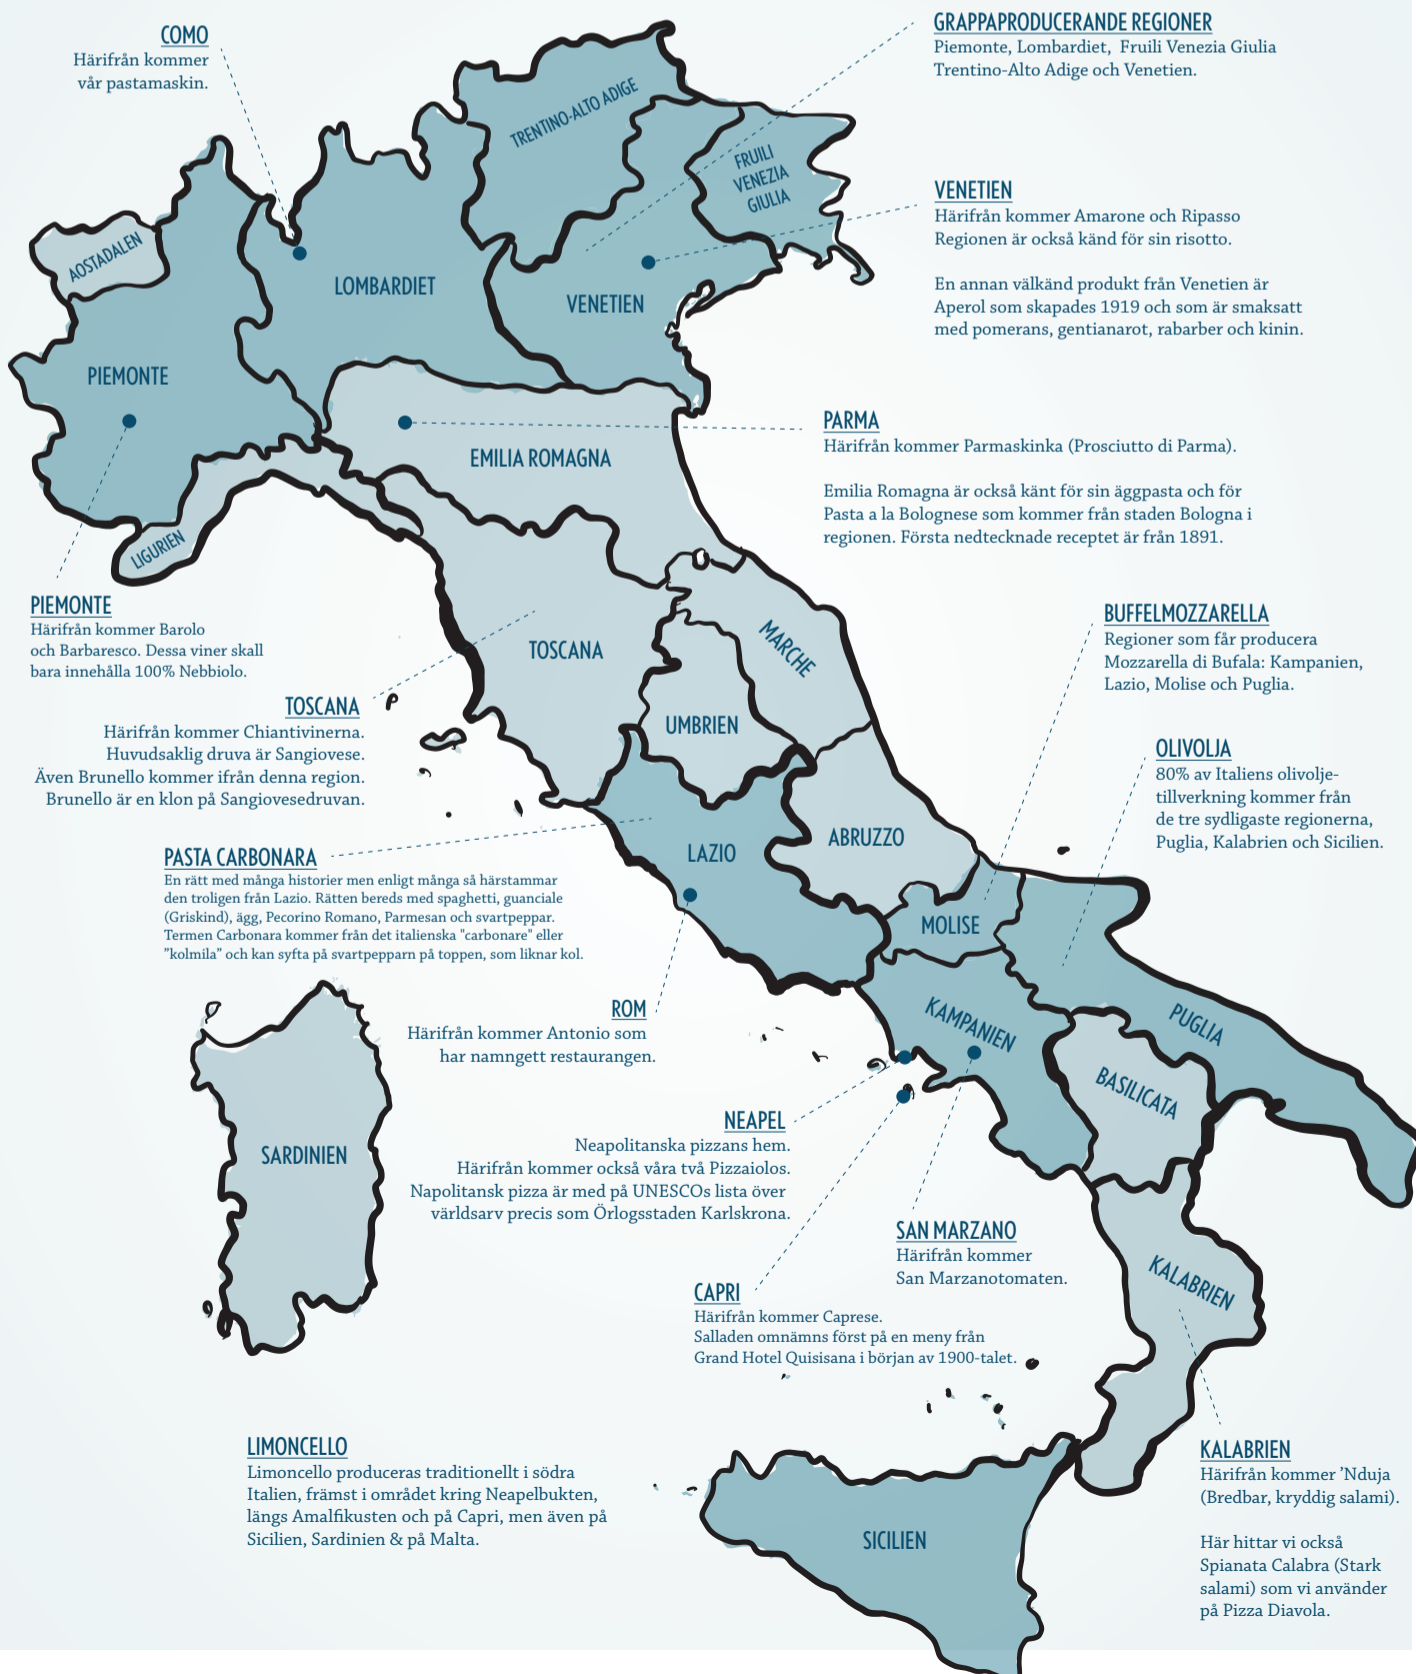 COMO
Härifrån kommer
vår pastamaskin.
GRAPPAPRODUCERANDE REGIONER
Piemonte, Lombardiet, Fruili Venezia Giulia
Trentino-Alto Adige och Venetien.
TRENTINO-ALTO ADIGE
FRUILI
VENEZIA
GIULIA
VENETIEN
Härifrån kommer Amarone och Ripasso
Regionen är också känd för sin risotto.
En annan välkänd produkt från Venetien är
Aperol som skapades 1919 och som är smaksatt
med pomerans, gentianarot, rabarber och kinin.
AOSTADALEN
LOMBARDIET
VENETIEN
PIEMONTE
PARMA
Härifrån kommer Parmaskinka (Prosciutto di Parma).
Emilia Romagna är också känt för sin äggpasta och för
Pasta a la Bolognese som kommer från staden Bologna i
regionen. Första nedtecknade receptet är från 1891.
EMILIA ROMAGNA
LIGURIEN
PIEMONTE
Härifrån kommer Barolo
och Barbaresco. Dessa viner skall
bara innehålla 100% Nebbiolo.
TOSCANA
MARCHE
BUFFELMOZZARELLA
Regioner som får producera
Mozzarella di Bufala: Kampanien,
Lazio, Molise och Puglia.
TOSCANA
Härifrån kommer Chiantivinerna.
Huvudsaklig druva är Sangiovese.
Även Brunello kommer ifrån denna region.
Brunello är en klon på Sangiovesedruvan.
UMBRIEN
OLIVOLJA
80% av Italiens olivolje-
tillverkning kommer från
de tre sydligaste regionerna,
Puglia, Kalabrien och Sicilien.
PASTA CARBONARA
En rätt med många historier men enligt många så härstammar
den troligen från Lazio. Rätten bereds med spaghetti, guanciale
(Griskind), ägg, Pecorino Romano, Parmesan och svartpeppar.
Termen Carbonara kommer från det italienska "carbonare" eller
"kolmila" och kan syfta på svartpepparn på toppen, som liknar kol.
LAZIO
ABRUZZO
MOLISE
ROM
Härifrån kommer Antonio som
har namngett restaurangen.
KAMPANIEN
PUGLIA
BASILICATA
SARDINIEN
NEAPEL
Neapolitanska pizzans hem.
Härifrån kommer också våra två Pizzaiolos.
Napolitansk pizza är med på UNESCOs lista över
världsarv precis som Örlogsstaden Karlskrona.
SAN MARZANO
Härifrån kommer
San Marzanotomaten.
CAPRI
Härifrån kommer Caprese.
Salladen omnämns först på en meny från
Grand Hotel Quisisana i början av 1900-talet.
KALABRIEN
LIMONCELLO
Limoncello produceras traditionellt i södra
Italien, främst i området kring Neapelbukten,
längs Amalfikusten och på Capri, men även på
Sicilien, Sardinien & på Malta.
SICILIEN
KALABRIEN
Härifrån kommer 'Nduja
(Bredbar, kryddig salami).
Här hittar vi också
Spianata Calabra (Stark
salami) som vi använder
på Pizza Diavola.